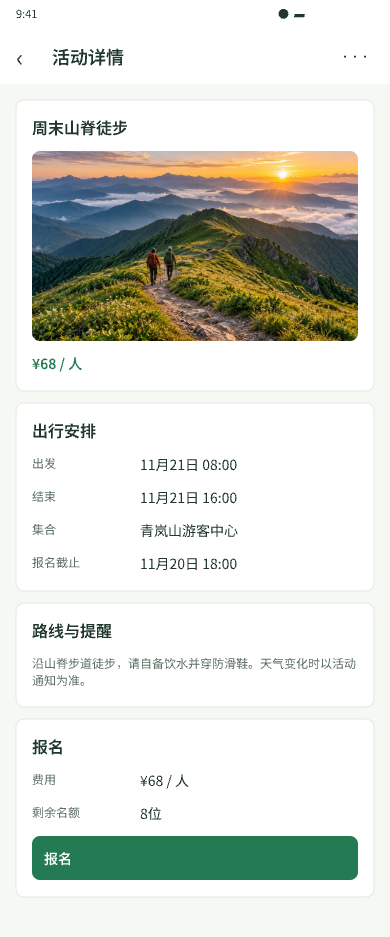 9:41
‹ 活动详情 ···
周末山脊徒步
¥68 / 人
出行安排
出发 11月21日 08:00
结束 11月21日 16:00
集合 青岚山游客中心
报名截止 11月20日 18:00
路线与提醒
沿山脊步道徒步，请自备饮水并穿防滑鞋。天气变化时以活动
通知为准。
报名
费用 ¥68 / 人
剩余名额 8位
报名